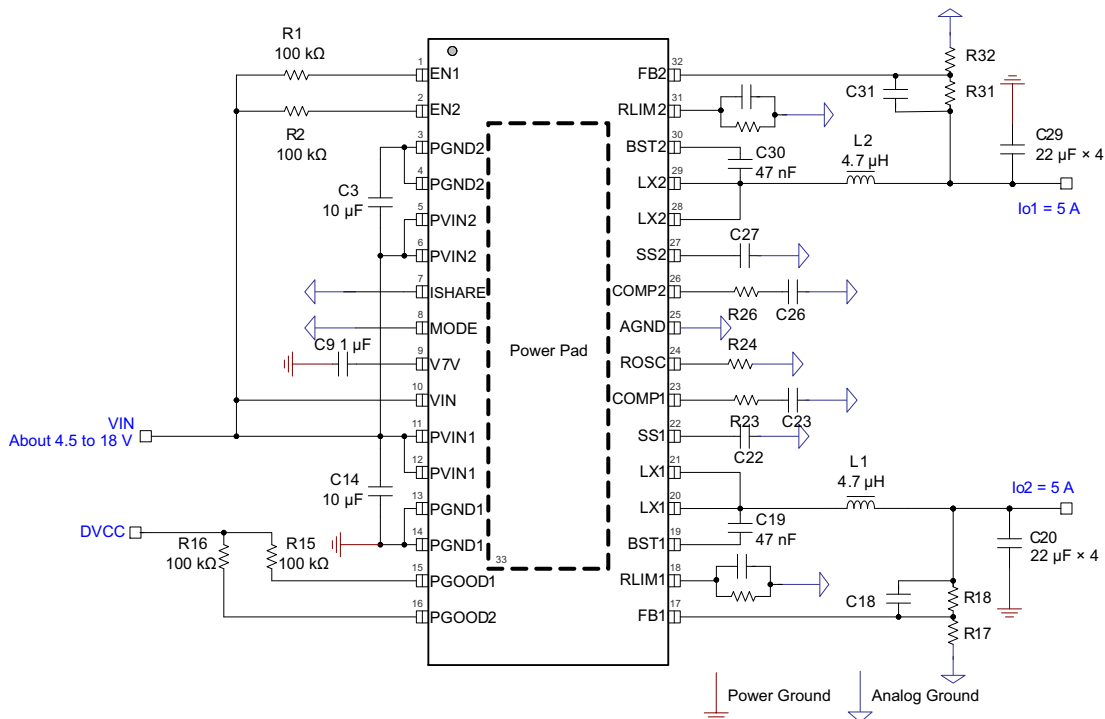 R1
100 kΩ
R2
100 kΩ
C3
10 µF
C9 1 µF
VIN
About 4.5 to 18 V
C14
10 µF
DVCC
R16
100 kΩ
R15
100 kΩ
1
EN1
2
EN2
3
PGND2
4
PGND2
5
PVIN2
6
PVIN2
7
ISHARE
8
MODE
9
V7V
10
VIN
11
PVIN1
12
PVIN1
13
PGND1
14
PGND1
15
PGOOD1
16
PGOOD2
Power Pad
33
32
FB2
31
RLIM2
30
BST2
29
LX2
28
LX2
27
SS2
26
COMP2
25
AGND
24
ROSC
23
COMP1
22
SS1
21
LX1
20
LX1
19
BST1
18
RLIM1
17
FB1
R32
R31
C31
C29
22 µF × 4
L2
4.7 µH
C30
47 nF
Io1 = 5 A
C27
R26
C26
R24
R23
C23
C22
L1
4.7 µH
Io2 = 5 A
C19
47 nF
C20
22 µF × 4
C18
R18
R17
Power Ground
Analog Ground